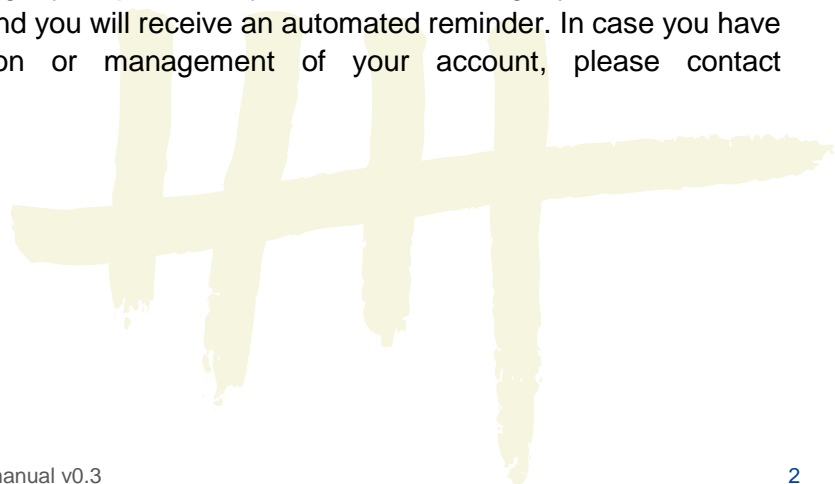 nd you will receive an automated reminder. In case you have
on or management of your account, please contact
anual v0.3
2